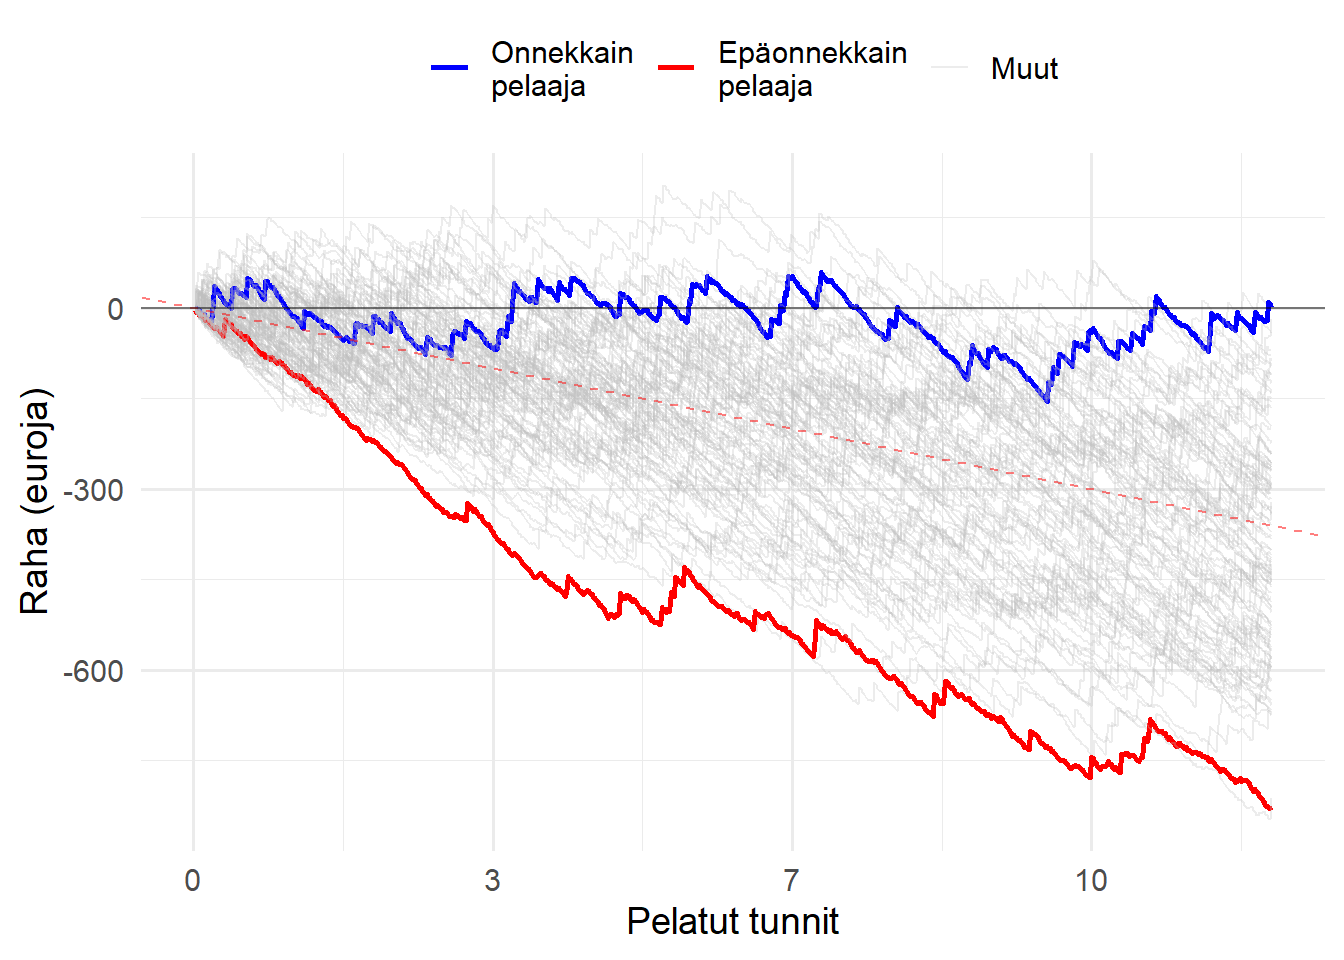 Onnekkain
pelaaja
Epäonnekkain
pelaaja
Muut
Raha (euroja)
0
-300
-600
0
3
7
10
Pelatut tunnit